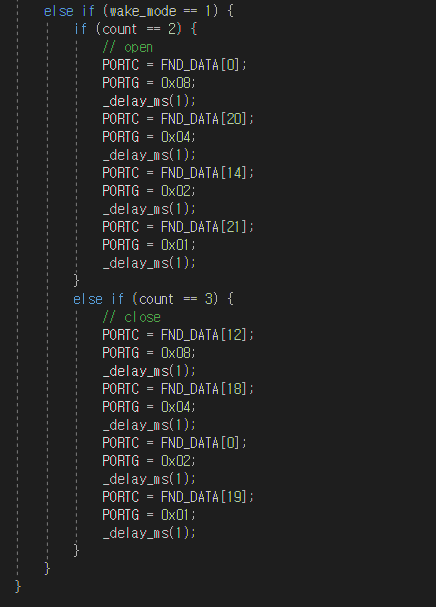 else if (wake_mode == 1) {
if (count == 2) {
// open
PORTC = FND_DATA[0];
PORTG = 0x08;
_delay_ms(1);
PORTC = FND_DATA[20];
PORTG = 0x04;
_delay_ms(1);
PORTC = FND_DATA[14];
PORTG = 0x02;
_delay_ms(1);
PORTC = FND_DATA[21];
PORTG = 0x01;
_delay_ms(1);
}
else if (count == 3) {
// close
PORTC = FND_DATA[12];
PORTG = 0x08;
_delay_ms(1);
PORTC = FND_DATA[18];
PORTG = 0x04;
_delay_ms(1);
PORTC = FND_DATA[0];
PORTG = 0x02;
_delay_ms(1);
PORTC = FND_DATA[19];
PORTG = 0x01;
_delay_ms(1);
}
}
}